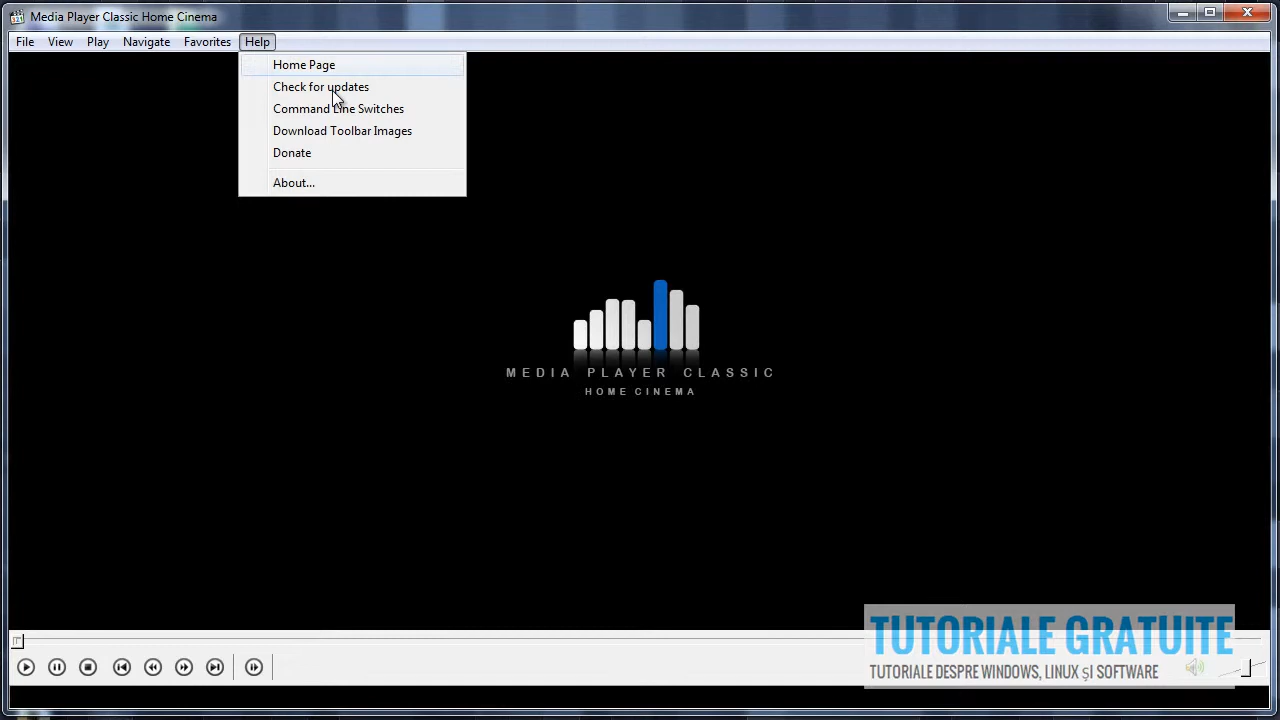 Media Player Classic Home Cinema
File View Play Navigate Favorites Help
Home Page
Check for updates
Command Line Switches
Download Toolbar Images
Donate
About...
MEDIA PLAYER CLASSIC
HOME CINEMA
TUTORIALE GRATUITE
TUTORIALE DESPRE WINDOWS, LINUX ȘI SOFTWARE